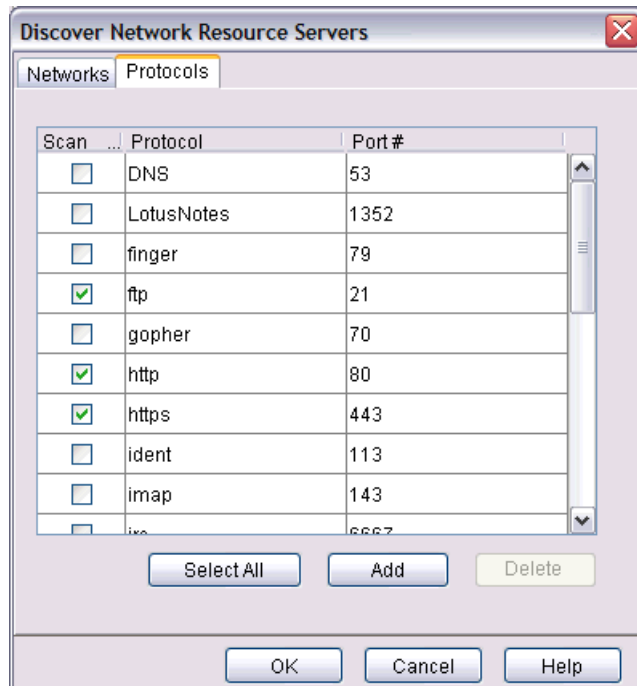 Discover Network Resource Servers
Networks Protocols
Scan ... Protocol Port #
DNS 53
LotusNotes 1352
finger 79
ftp 21
gopher 70
http 80
https 443
ident 113
imap 143
Select All Add Delete
OK Cancel Help